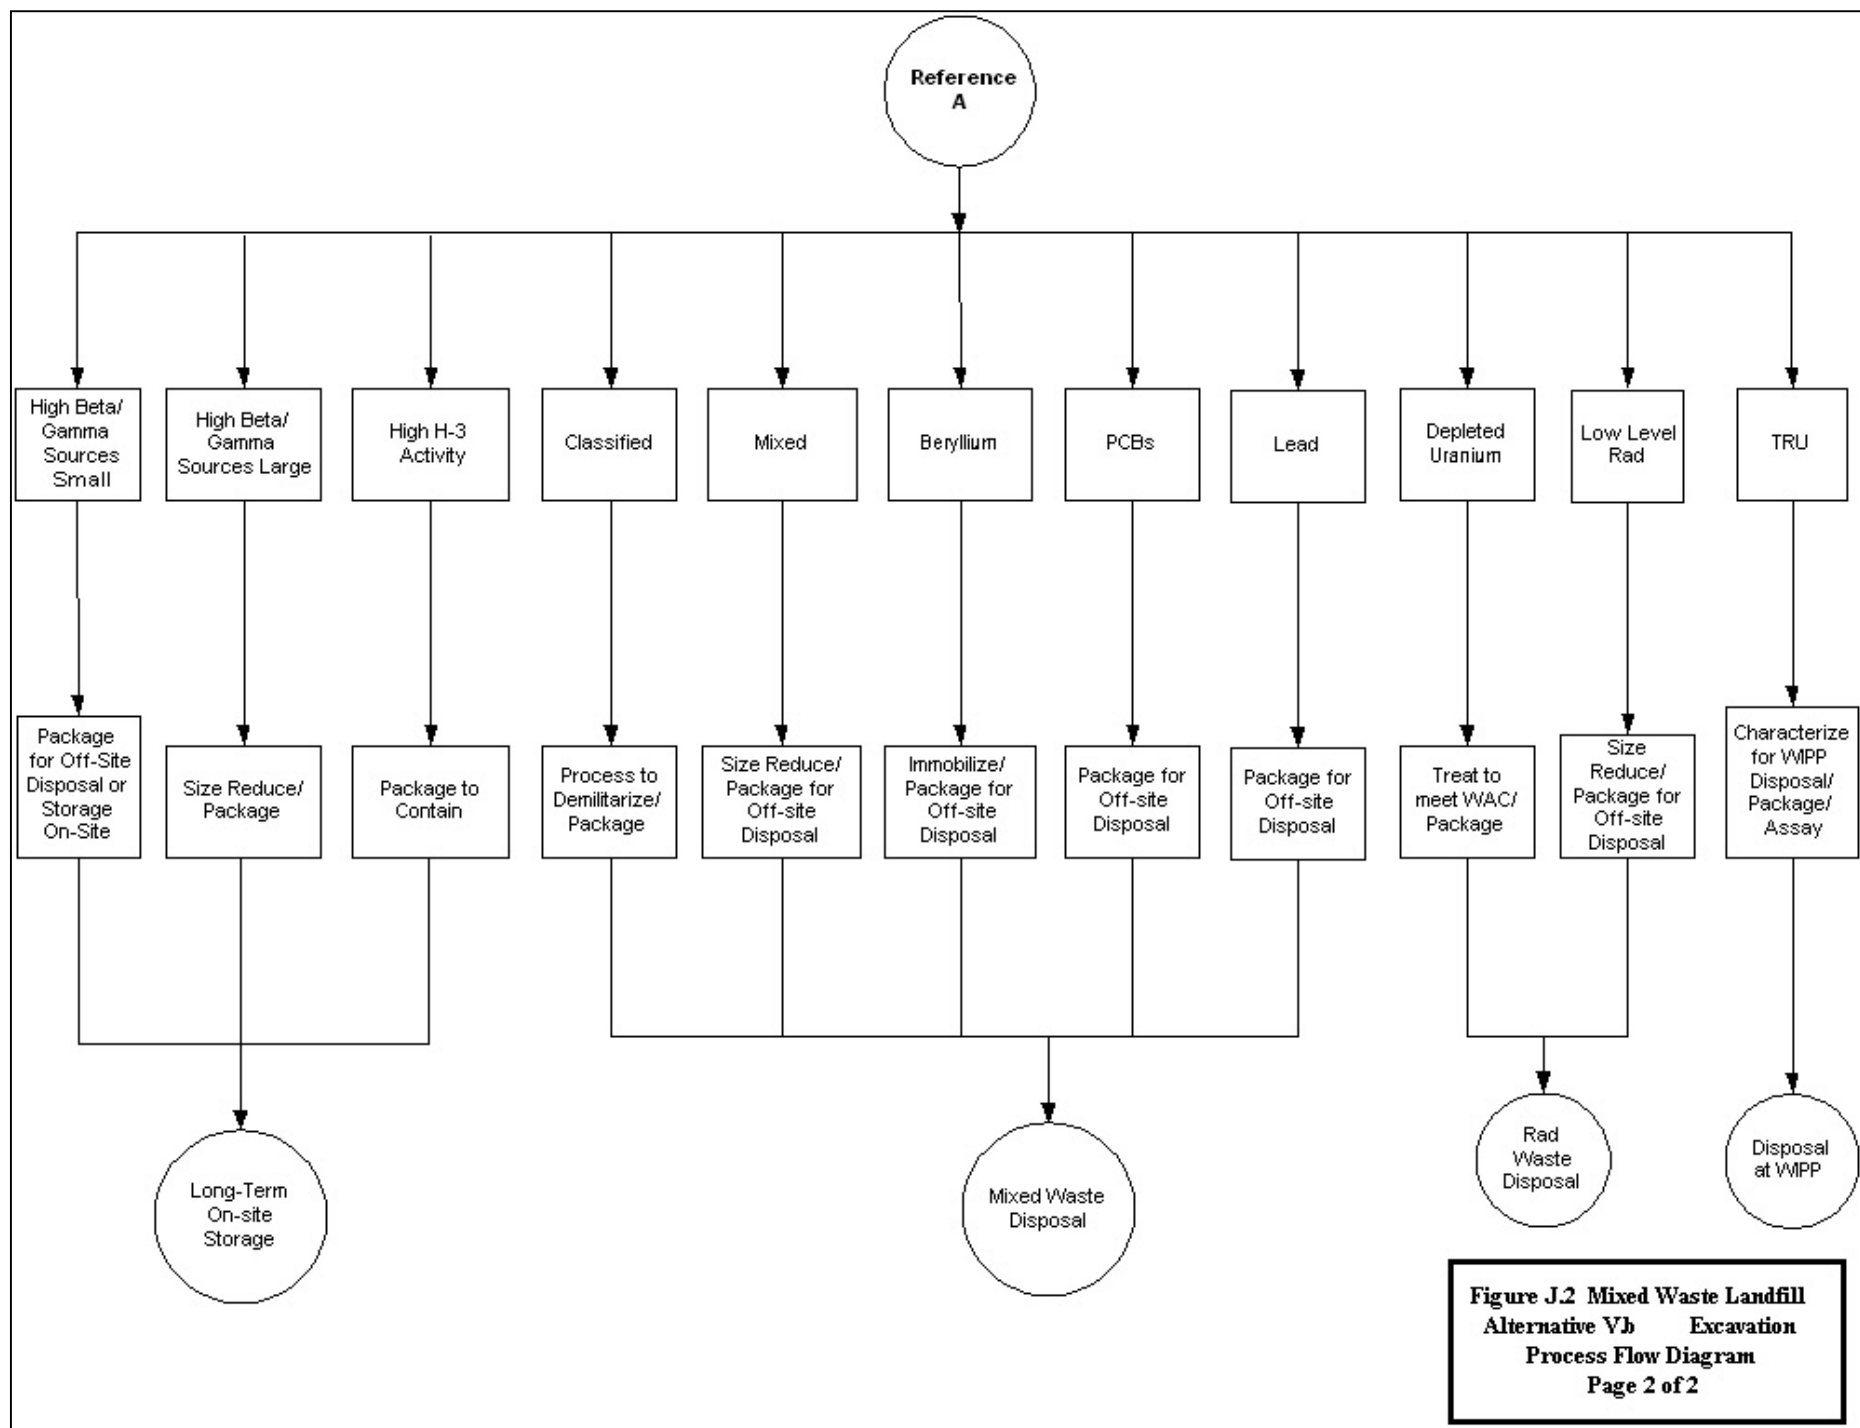 Reference
A
High Beta/
Gamma
Sources
Small
High Beta/
Gamma
Sources Large
High H-3
Activity
Classified
Mixed
Beryllium
PCBs
Lead
Depleted
Uranium
Low Level
Rad
TRU
Package
for Off-Site
Disposal or
Storage
On-Site
Size Reduce/
Package
Package to
Contain
Process to
Demilitarize/
Package
Size Reduce/
Package for
Off-site
Disposal
Immobilize/
Package for
Off-site
Disposal
Package for
Off-site
Disposal
Package for
Off-site
Disposal
Treat to
meet WAC/
Package
Size
Reduce/
Package for
Off-site
Disposal
Characterize
for WIPP
Disposal/
Package/
Assay
Long-Term
On-site
Storage
Mixed Waste
Disposal
Rad
Waste
Disposal
Disposal
at WIPP
Figure J.2 Mixed Waste Landfill
Alternative V.b Excavation
Process Flow Diagram
Page 2 of 2